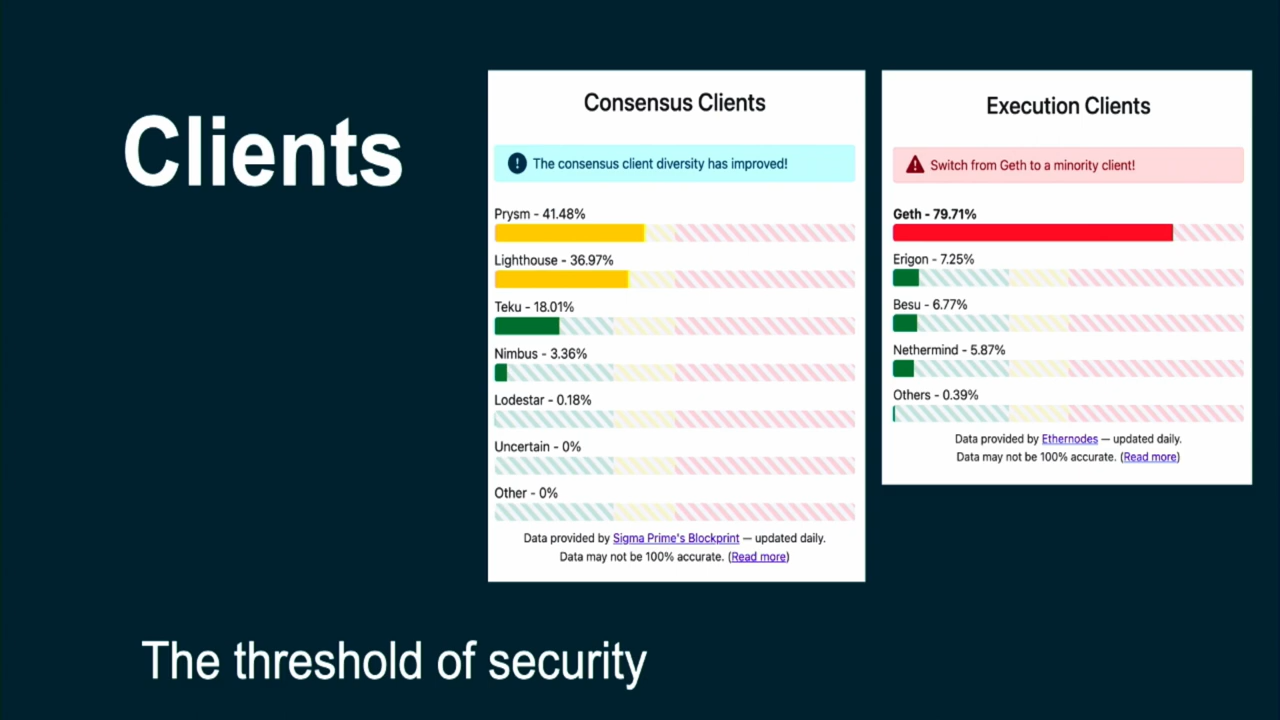 Clients
Consensus Clients
The consensus client diversity has improved!
Prysm - 41.48%
Lighthouse - 36.97%
Teku - 18.01%
Nimbus - 3.36%
Lodestar - 0.18%
Uncertain - 0%
Other - 0%
Data provided by Sigma Prime's Blockprint — updated daily.
Data may not be 100% accurate. (Read more)
Execution Clients
Switch from Geth to a minority client!
Geth - 79.71%
Erigon - 7.25%
Besu - 6.77%
Nethermind - 5.87%
Others - 0.39%
Data provided by Ethernodes — updated daily.
Data may not be 100% accurate. (Read more)
The threshold of security